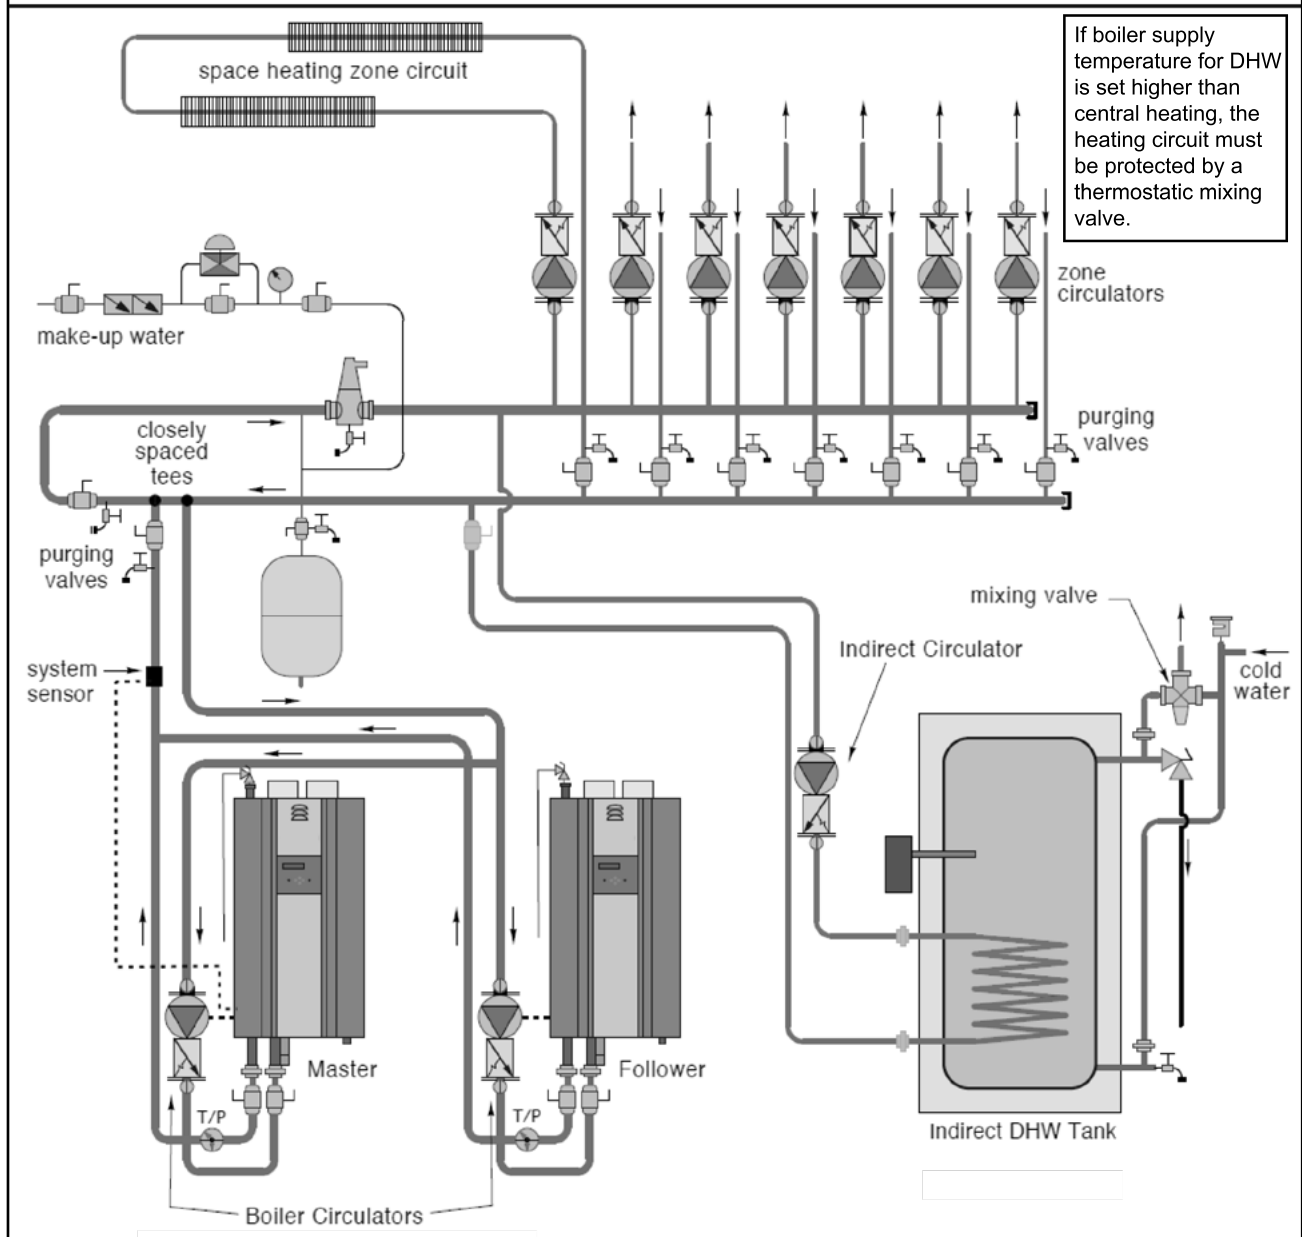 If boiler supply
temperature for DHW
is set higher than
central heating, the
heating circuit must
be protected by a
thermostatic mixing
valve.
space heating zone circuit
zone
circulators
make-up water
closely
spaced
tees
purging
valves
purging
valves
mixing valve
Indirect Circulator
system
sensor
cold
water
Master
Follower
T/P
T/P
Indirect DHW Tank
Boiler Circulators